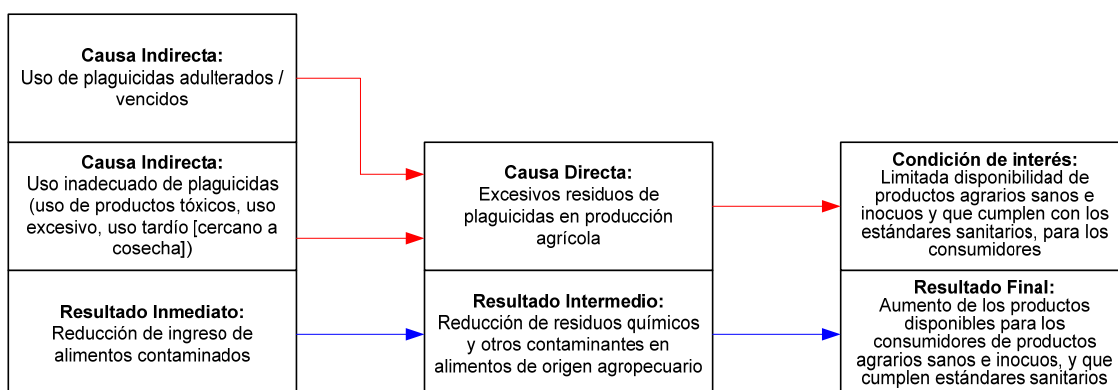 Causa Indirecta:
Uso de plaguicidas adulterados /
vencidos
Causa Indirecta:
Uso inadecuado de plaguicidas
(uso de productos tóxicos, uso
excesivo, uso tardío [cercano a
cosecha])
Resultado Inmediato:
Reducción de ingreso de
alimentos contaminados
Causa Directa:
Excesivos residuos de
plaguicidas en producción
agrícola
Resultado Intermedio:
Reducción de residuos químicos
y otros contaminantes en
alimentos de origen agropecuario
Condición de interés:
Limitada disponibilidad de
productos agrarios sanos e
inocuos y que cumplen con los
estándares sanitarios, para los
consumidores
Resultado Final:
Aumento de los productos
disponibles para los
consumidores de productos
agrarios sanos e inocuos, y que
cumplen estándares sanitarios